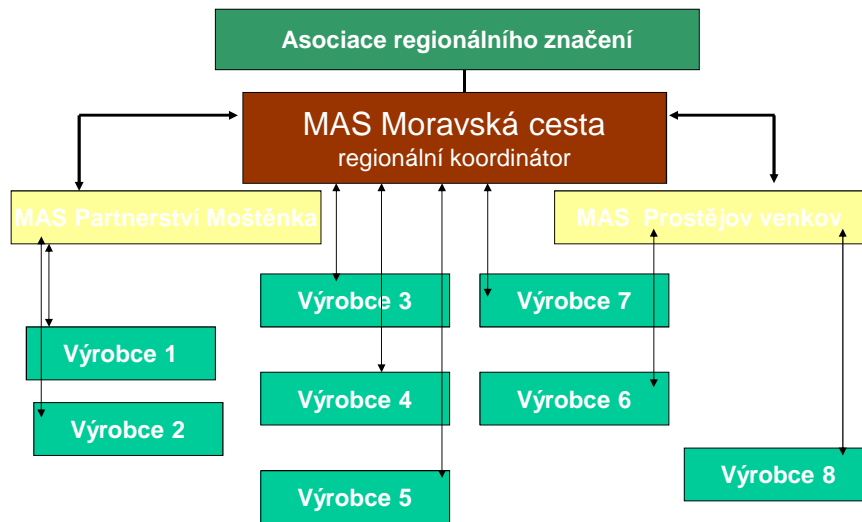 Asociace regionálního značení
MAS Moravská cesta
regionální koordinátor
MAS Partnerství Moštěnka
MAS Prostějov venkov
Výrobce 3
Výrobce 7
Výrobce 1
Výrobce 4
Výrobce 6
Výrobce 2
Výrobce 8
Výrobce 5